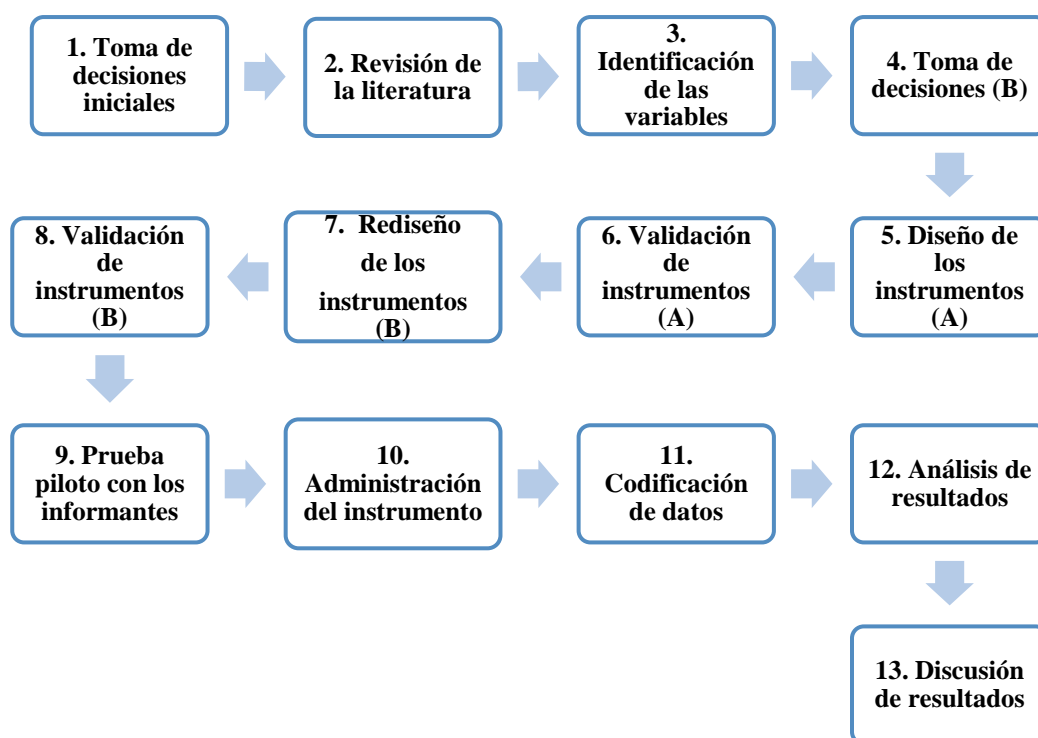 1. Toma de
decisiones
iniciales
2. Revisión de
la literatura
3.
Identificación
de las
variables
4. Toma de
decisiones (B)
5. Diseño de
los
instrumentos
(A)
6. Validación
de
instrumentos
(A)
7. Rediseño
de los
instrumentos
(B)
8. Validación
de
instrumentos
(B)
9. Prueba
piloto con los
informantes
10.
Administración
del instrumento
11.
Codificación
de datos
12. Análisis de
resultados
13. Discusión
de resultados